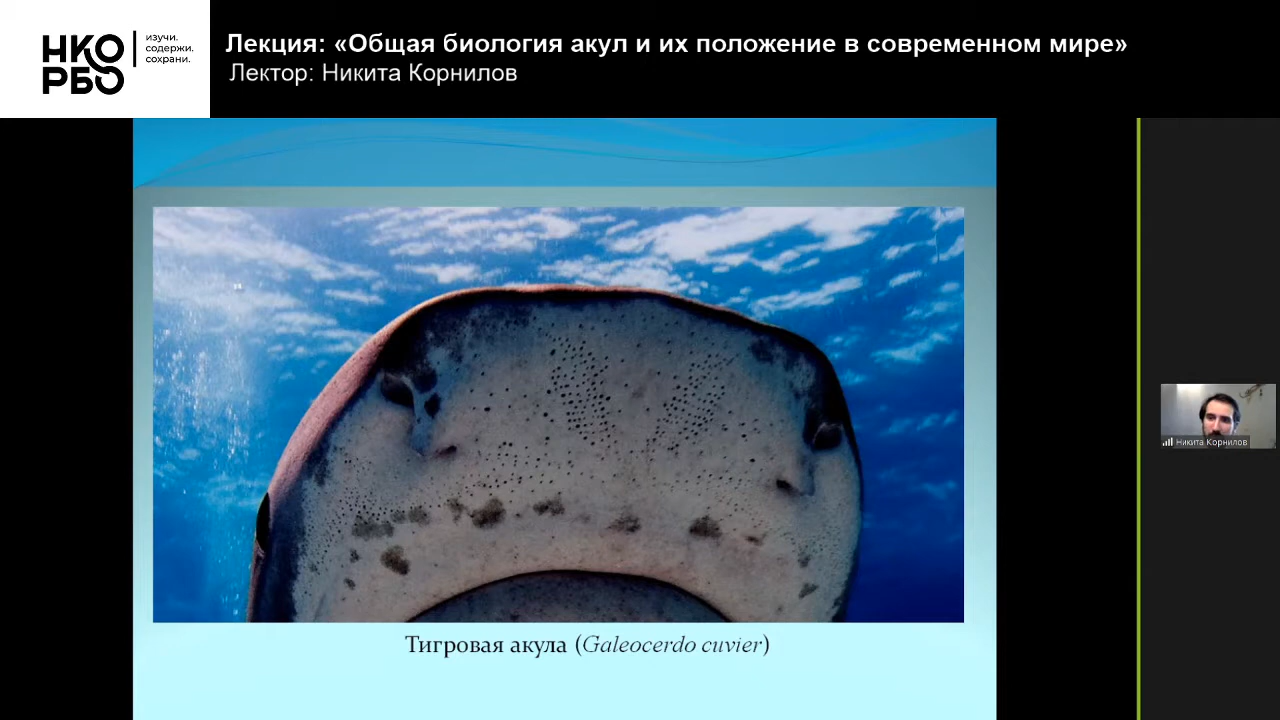 НКО
РБО
изучи.
содержи.
сохрани.
Лекция: «Общая биология акул и их положение в современном мире»
Лектор: Никита Корнилов
Никита Корнилов
Тигровая акула (Galeocerdo cuvier)